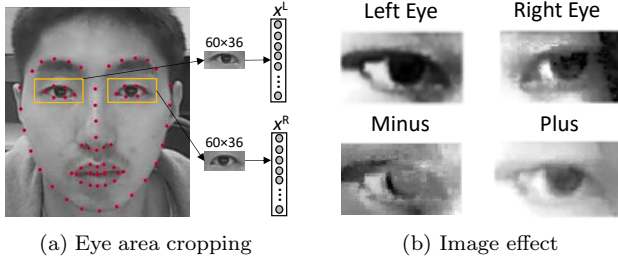 x^L
60×36
60×36
x^R
(a) Eye area cropping
Left Eye
Right Eye
Minus
Plus
(b) Image effect